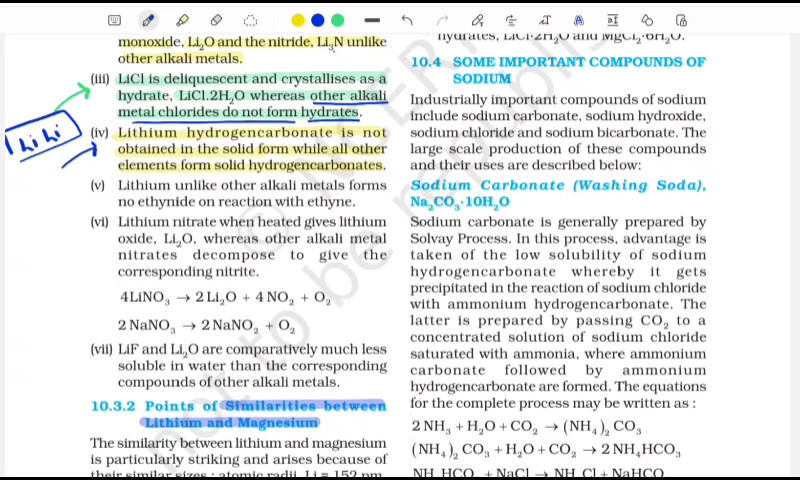 monoxide, Li₂O and the nitride, Li₃N unlike
other alkali metals.
(iii) LiCl is deliquescent and crystallises as a
hydrate, LiCl.2H₂O whereas other alkali
metal chlorides do not form hydrates.
(iv) Lithium hydrogencarbonate is not
obtained in the solid form while all other
elements form solid hydrogencarbonates.
(v) Lithium unlike other alkali metals forms
no ethynide on reaction with ethyne.
(vi) Lithium nitrate when heated gives lithium
oxide, Li₂O, whereas other alkali metal
nitrates decompose to give the
corresponding nitrite.
4LiNO₃ → 2 Li₂O + 4 NO₂ + O₂
2 NaNO₃ → 2 NaNO₂ + O₂
(vii) LiF and Li₂O are comparatively much less
soluble in water than the corresponding
compounds of other alkali metals.
10.3.2 Points of Similarities between
Lithium and Magnesium
The similarity between lithium and magnesium
is particularly striking and arises because of
their similar sizes : atomic radii, Li = 152 pm,
Li Li
hydrates, LiCl·2H₂O and MgCl₂·6H₂O.
10.4 SOME IMPORTANT COMPOUNDS OF
SODIUM
Industrially important compounds of sodium
include sodium carbonate, sodium hydroxide,
sodium chloride and sodium bicarbonate. The
large scale production of these compounds
and their uses are described below:
Sodium Carbonate (Washing Soda),
Na₂CO₃·10H₂O
Sodium carbonate is generally prepared by
Solvay Process. In this process, advantage is
taken of the low solubility of sodium
hydrogencarbonate whereby it gets
precipitated in the reaction of sodium chloride
with ammonium hydrogencarbonate. The
latter is prepared by passing CO₂ to a
concentrated solution of sodium chloride
saturated with ammonia, where ammonium
carbonate followed by ammonium
hydrogencarbonate are formed. The equations
for the complete process may be written as :
2 NH₃ + H₂O + CO₂ → (NH₄)₂ CO₃
(NH₄)₂ CO₃ + H₂O + CO₂ → 2 NH₄HCO₃
NH₄HCO₃ + NaCl → NH₄Cl + NaHCO₃